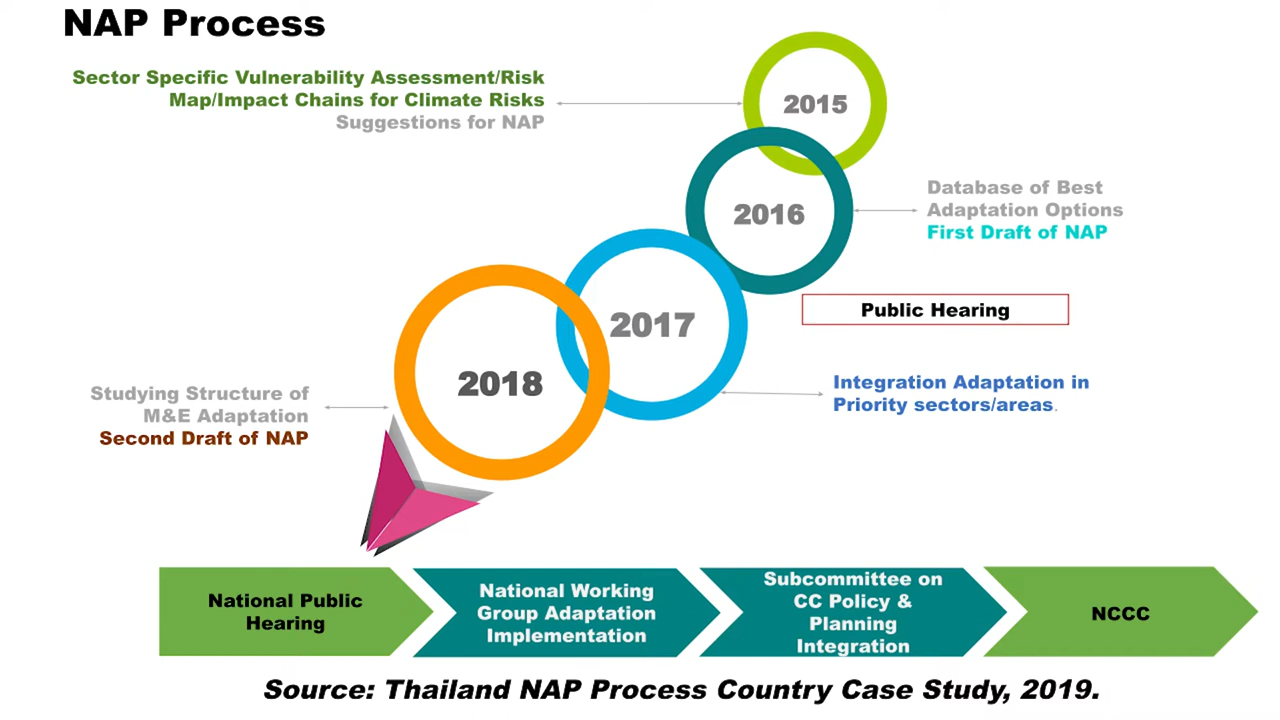 NAP Process
Sector Specific Vulnerability Assessment/Risk
Map/Impact Chains for Climate Risks
Suggestions for NAP
2015
2016
Database of Best
Adaptation Options
First Draft of NAP
Public Hearing
2017
Integration Adaptation in
Priority sectors/areas.
2018
Studying Structure of
M&E Adaptation
Second Draft of NAP
National Public
Hearing
National Working
Group Adaptation
Implementation
Subcommittee on
CC Policy &
Planning
Integration
NCCC
Source: Thailand NAP Process Country Case Study, 2019.